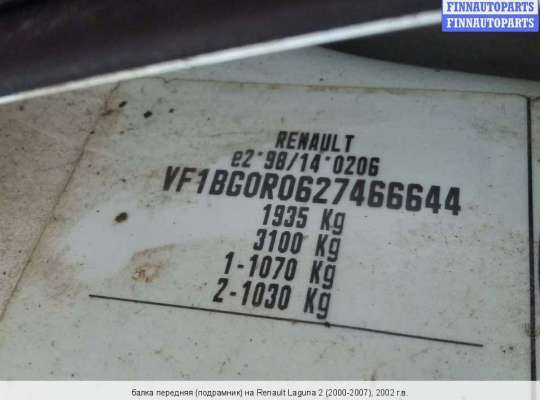 FINNAUTOPARTS
FINNAUTOPARTS
RENAULT
e2*98/14*0206
VF1BG0R0627466644
1935 Kg
3100 Kg
1-1070 Kg
2-1030 Kg
балка передняя (подрамник) на Renault Laguna 2 (2000-2007), 2002 г.в.